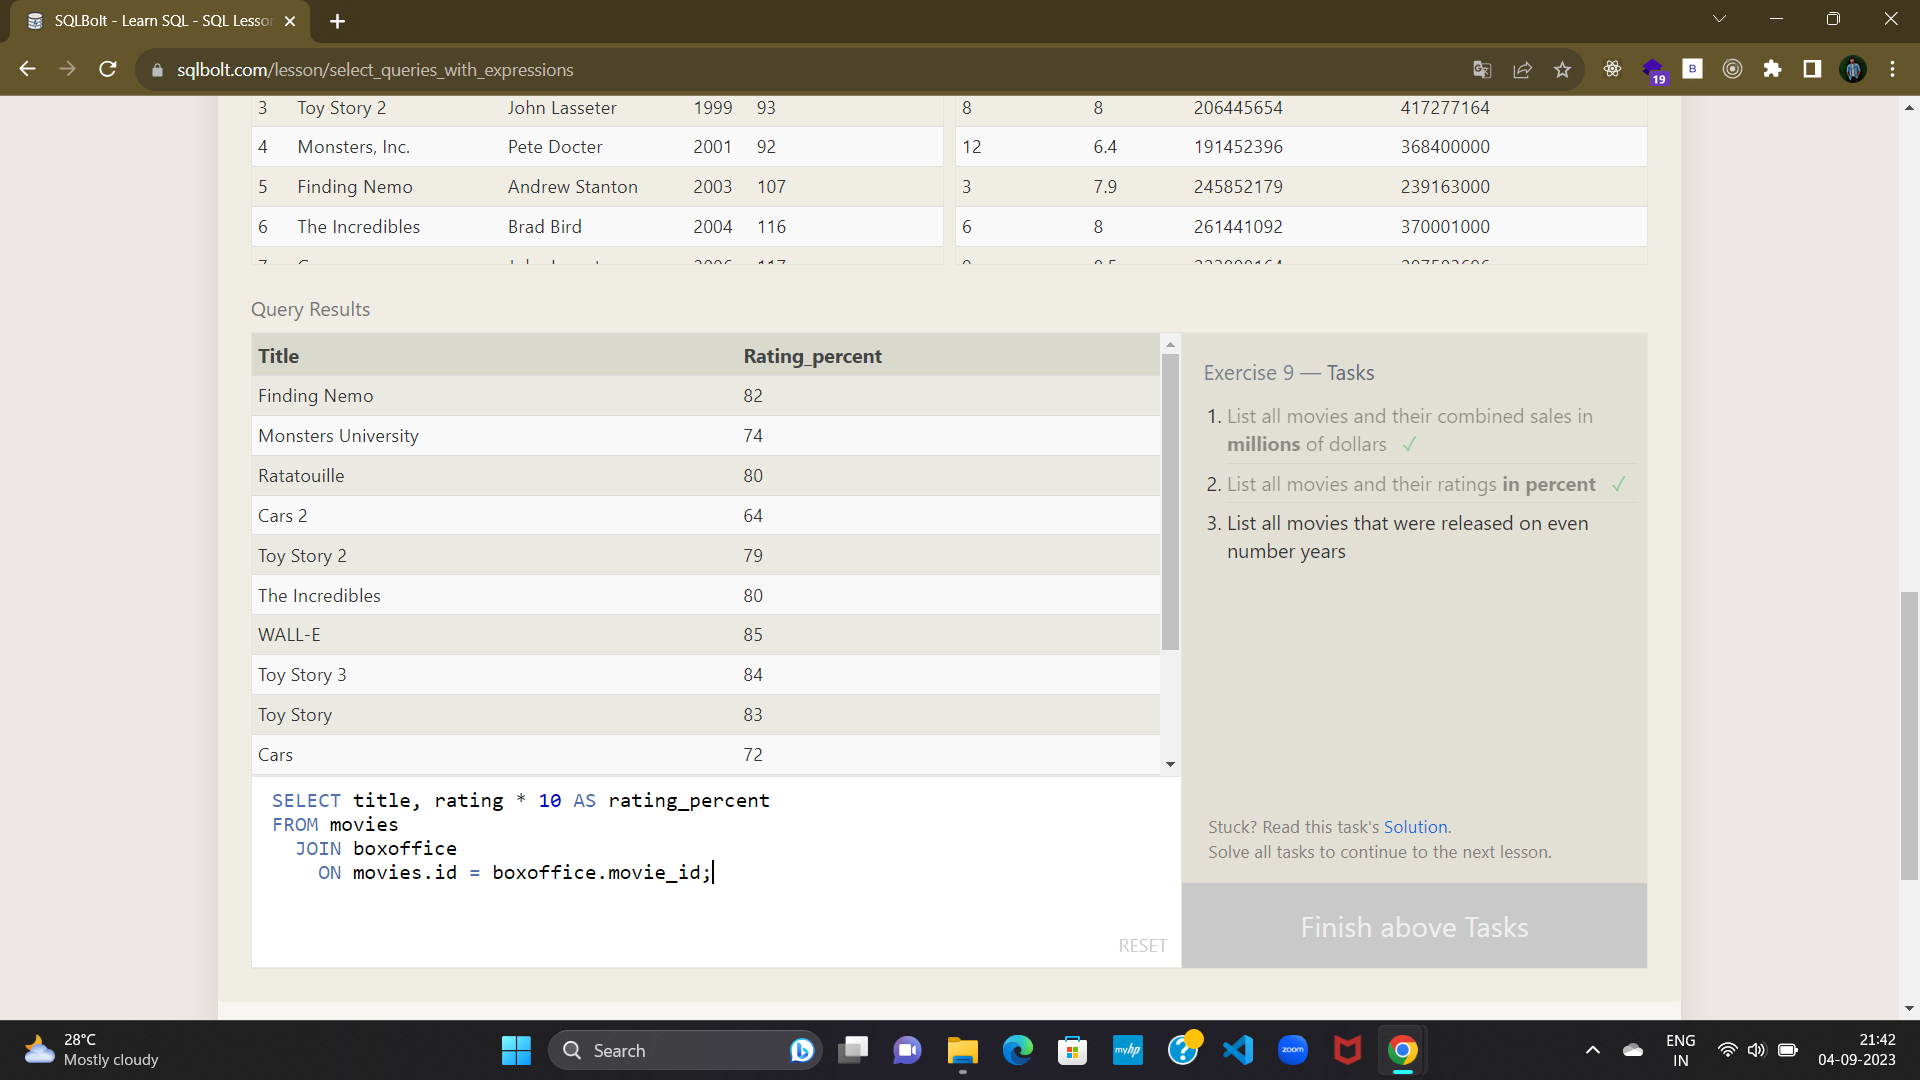 SQLBolt - Learn SQL - SQL Lesson
sqlbolt.com/lesson/select_queries_with_expressions
19
B
3 Toy Story 2 John Lasseter 1999 93 8 8 206445654 417277164
4 Monsters, Inc. Pete Docter 2001 92 12 6.4 191452396 368400000
5 Finding Nemo Andrew Stanton 2003 107 3 7.9 245852179 239163000
6 The Incredibles Brad Bird 2004 116 6 8 261441092 370001000
Query Results
Title Rating_percent
Finding Nemo 82
Monsters University 74
Ratatouille 80
Cars 2 64
Toy Story 2 79
The Incredibles 80
WALL-E 85
Toy Story 3 84
Toy Story 83
Cars 72
Exercise 9 — Tasks
1. List all movies and their combined sales in
millions of dollars ✓
2. List all movies and their ratings in percent ✓
3. List all movies that were released on even
number years
SELECT title, rating * 10 AS rating_percent
FROM movies
JOIN boxoffice
ON movies.id = boxoffice.movie_id;
RESET
Stuck? Read this task's Solution.
Solve all tasks to continue to the next lesson.
Finish above Tasks
28°C
Mostly cloudy
Search
myhp
zoom
ENG
IN
21:42
04-09-2023